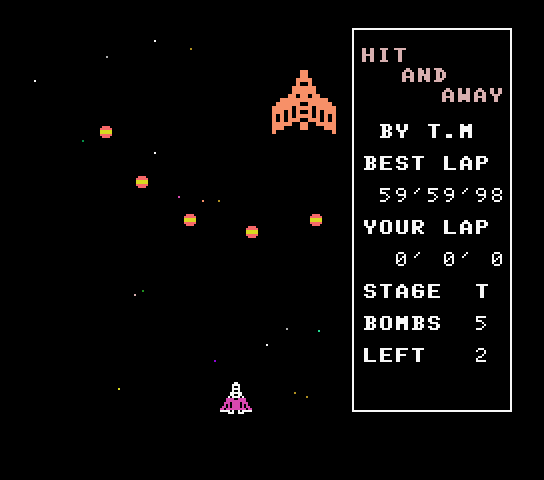 HIT
AND
AWAY
BY T.M
BEST LAP
59'59'98
YOUR LAP
0' 0' 0
STAGE T
BOMBS 5
LEFT 2